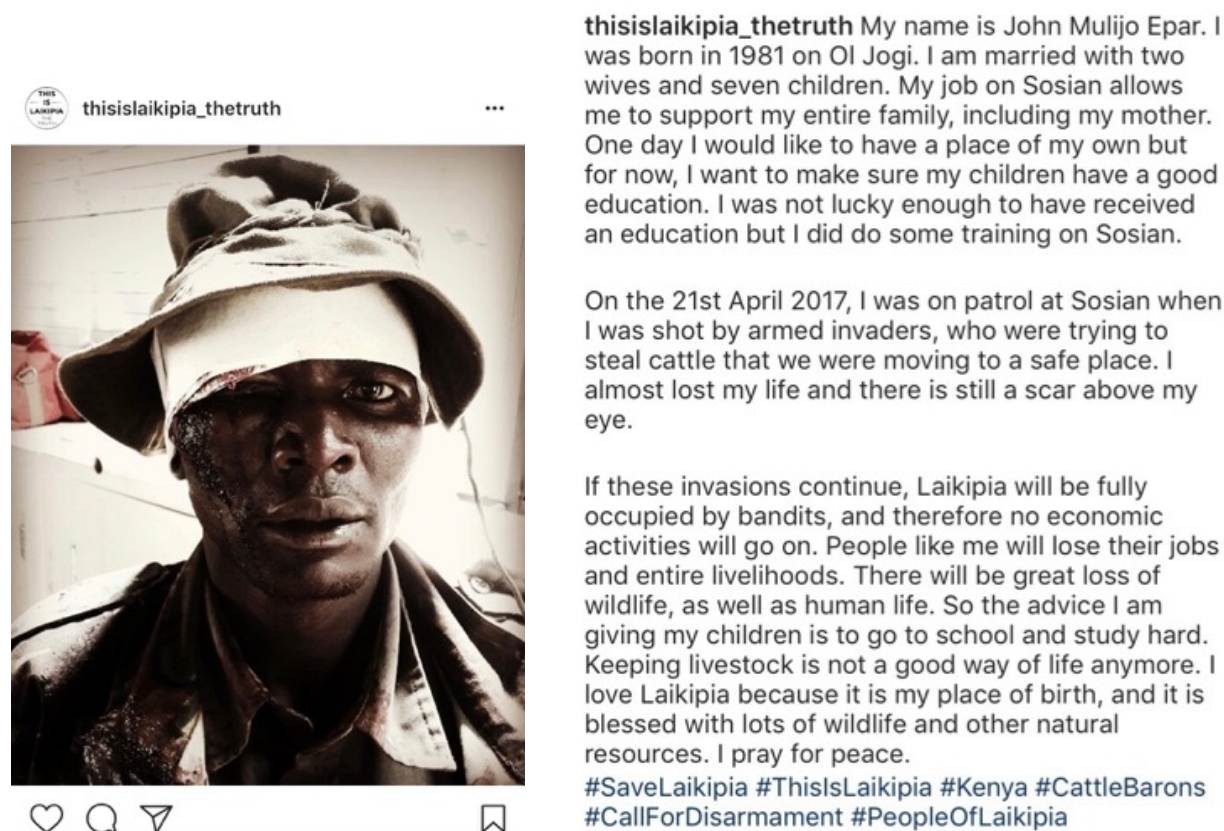 THIS
IS
LAIKIPIA
THE
TRUTH
thisislaikipia_thetruth
thisislaikipia_thetruth My name is John Mulijo Epar. I
was born in 1981 on Ol Jogi. I am married with two
wives and seven children. My job on Sosian allows
me to support my entire family, including my mother.
One day I would like to have a place of my own but
for now, I want to make sure my children have a good
education. I was not lucky enough to have received
an education but I did do some training on Sosian.
On the 21st April 2017, I was on patrol at Sosian when
I was shot by armed invaders, who were trying to
steal cattle that we were moving to a safe place. I
almost lost my life and there is still a scar above my
eye.
If these invasions continue, Laikipia will be fully
occupied by bandits, and therefore no economic
activities will go on. People like me will lose their jobs
and entire livelihoods. There will be great loss of
wildlife, as well as human life. So the advice I am
giving my children is to go to school and study hard.
Keeping livestock is not a good way of life anymore. I
love Laikipia because it is my place of birth, and it is
blessed with lots of wildlife and other natural
resources. I pray for peace.
#SaveLaikipia #ThisIsLaikipia #Kenya #CattleBarons
#CallForDisarmament #PeopleOfLaikipia